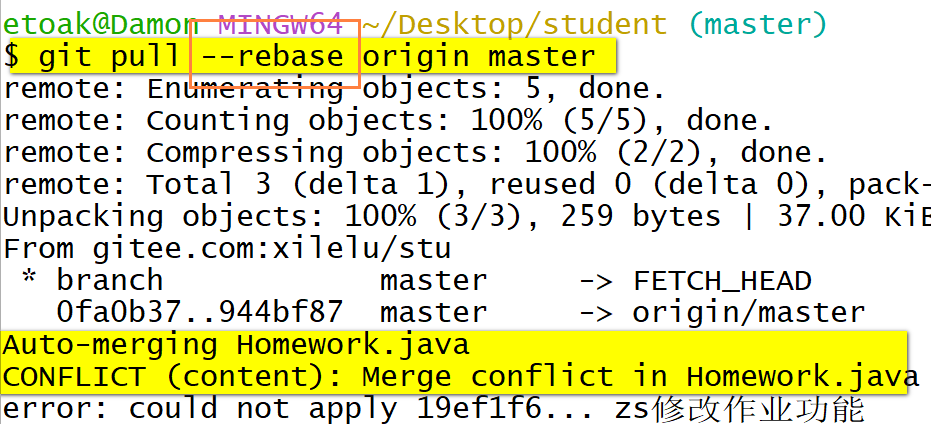 etoak@Damon MINGW64 ~/Desktop/student (master)
$ git pull --rebase origin master
remote: Enumerating objects: 5, done.
remote: Counting objects: 100% (5/5), done.
remote: Compressing objects: 100% (2/2), done.
remote: Total 3 (delta 1), reused 0 (delta 0), pack-
Unpacking objects: 100% (3/3), 259 bytes | 37.00 KiB
From gitee.com:xilelu/stu
 * branch            master     -> FETCH_HEAD
   0fa0b37..944bf87  master     -> origin/master
Auto-merging Homework.java
CONFLICT (content): Merge conflict in Homework.java
error: could not apply 19ef1f6... zs修改作业功能